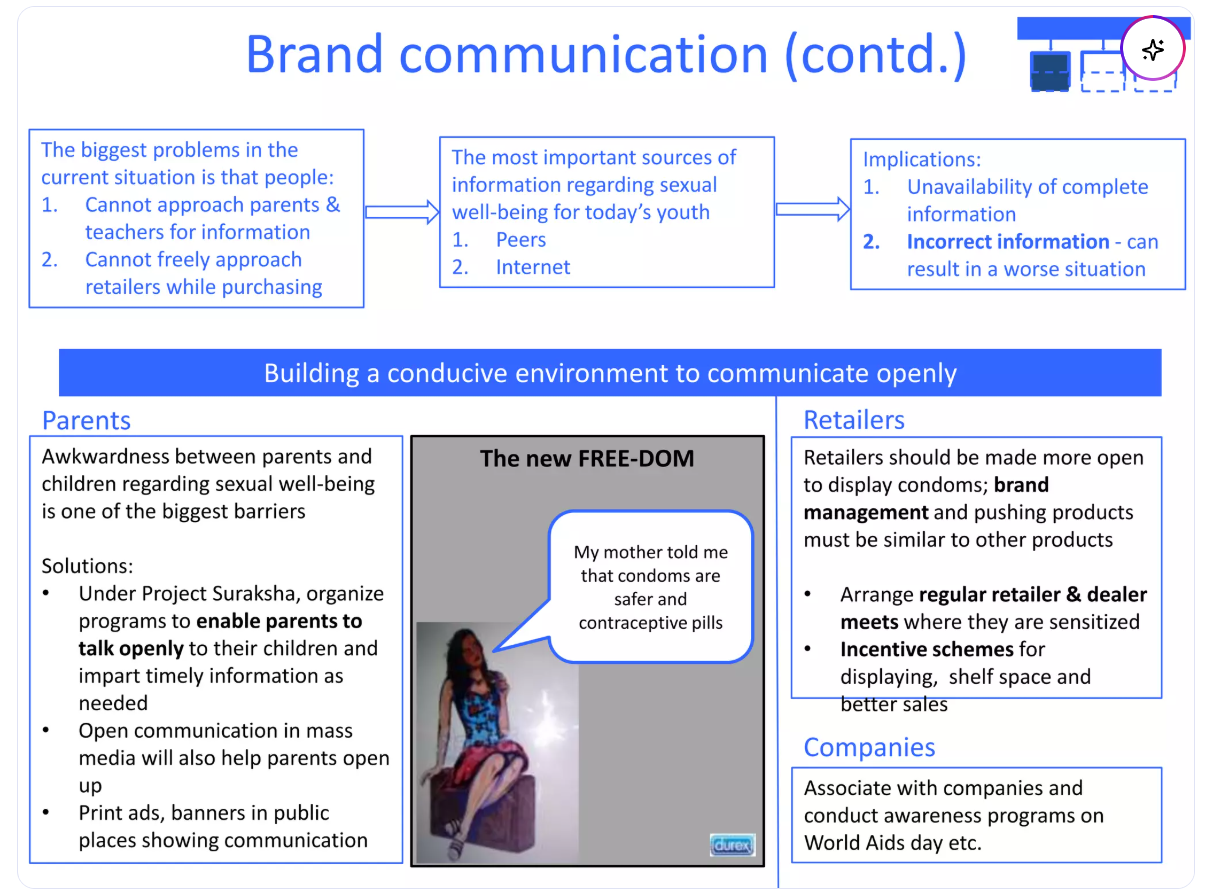 Brand communication (contd.)
The biggest problems in the
current situation is that people:
1. Cannot approach parents &
teachers for information
2. Cannot freely approach
retailers while purchasing
The most important sources of
information regarding sexual
well-being for today's youth
1. Peers
2. Internet
Implications:
1. Unavailability of complete
information
2. Incorrect information - can
result in a worse situation
Building a conducive environment to communicate openly
Parents
Awkwardness between parents and
children regarding sexual well-being
is one of the biggest barriers
Solutions:
• Under Project Suraksha, organize
programs to enable parents to
talk openly to their children and
impart timely information as
needed
• Open communication in mass
media will also help parents open
up
• Print ads, banners in public
places showing communication
The new FREE-DOM
My mother told me
that condoms are
safer and
contraceptive pills
durex
Retailers
Retailers should be made more open
to display condoms; brand
management and pushing products
must be similar to other products
• Arrange regular retailer & dealer
meets where they are sensitized
• Incentive schemes for
displaying, shelf space and
better sales
Companies
Associate with companies and
conduct awareness programs on
World Aids day etc.